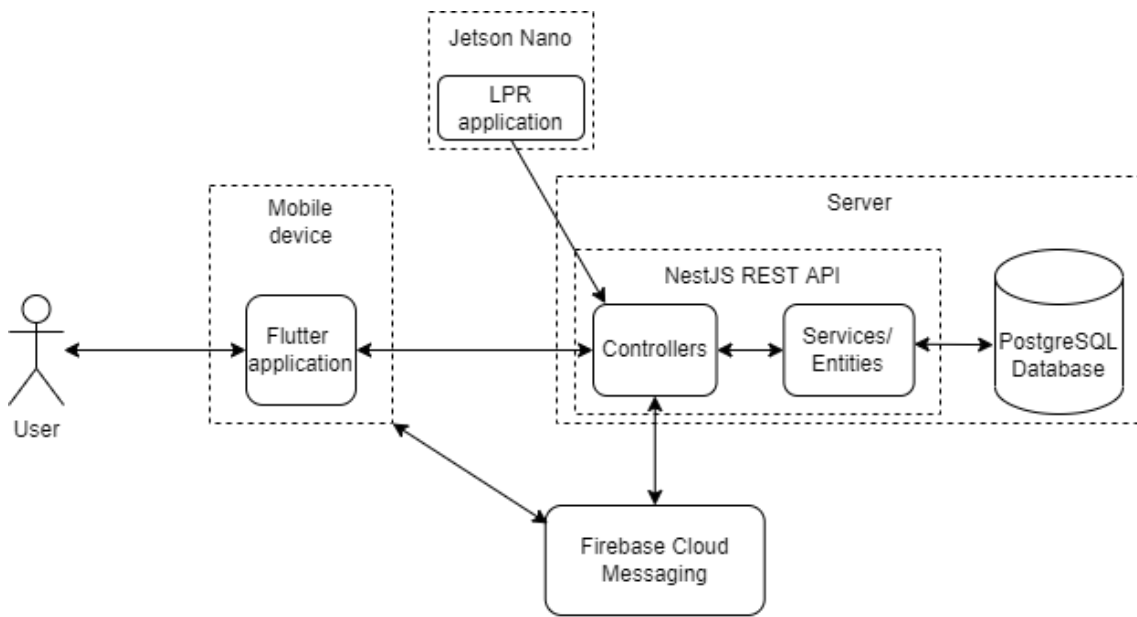 Jetson Nano
LPR
application
Mobile
device
Server
NestJS REST API
Flutter
application
Controllers
Services/
Entities
PostgreSQL
Database
User
Firebase Cloud
Messaging